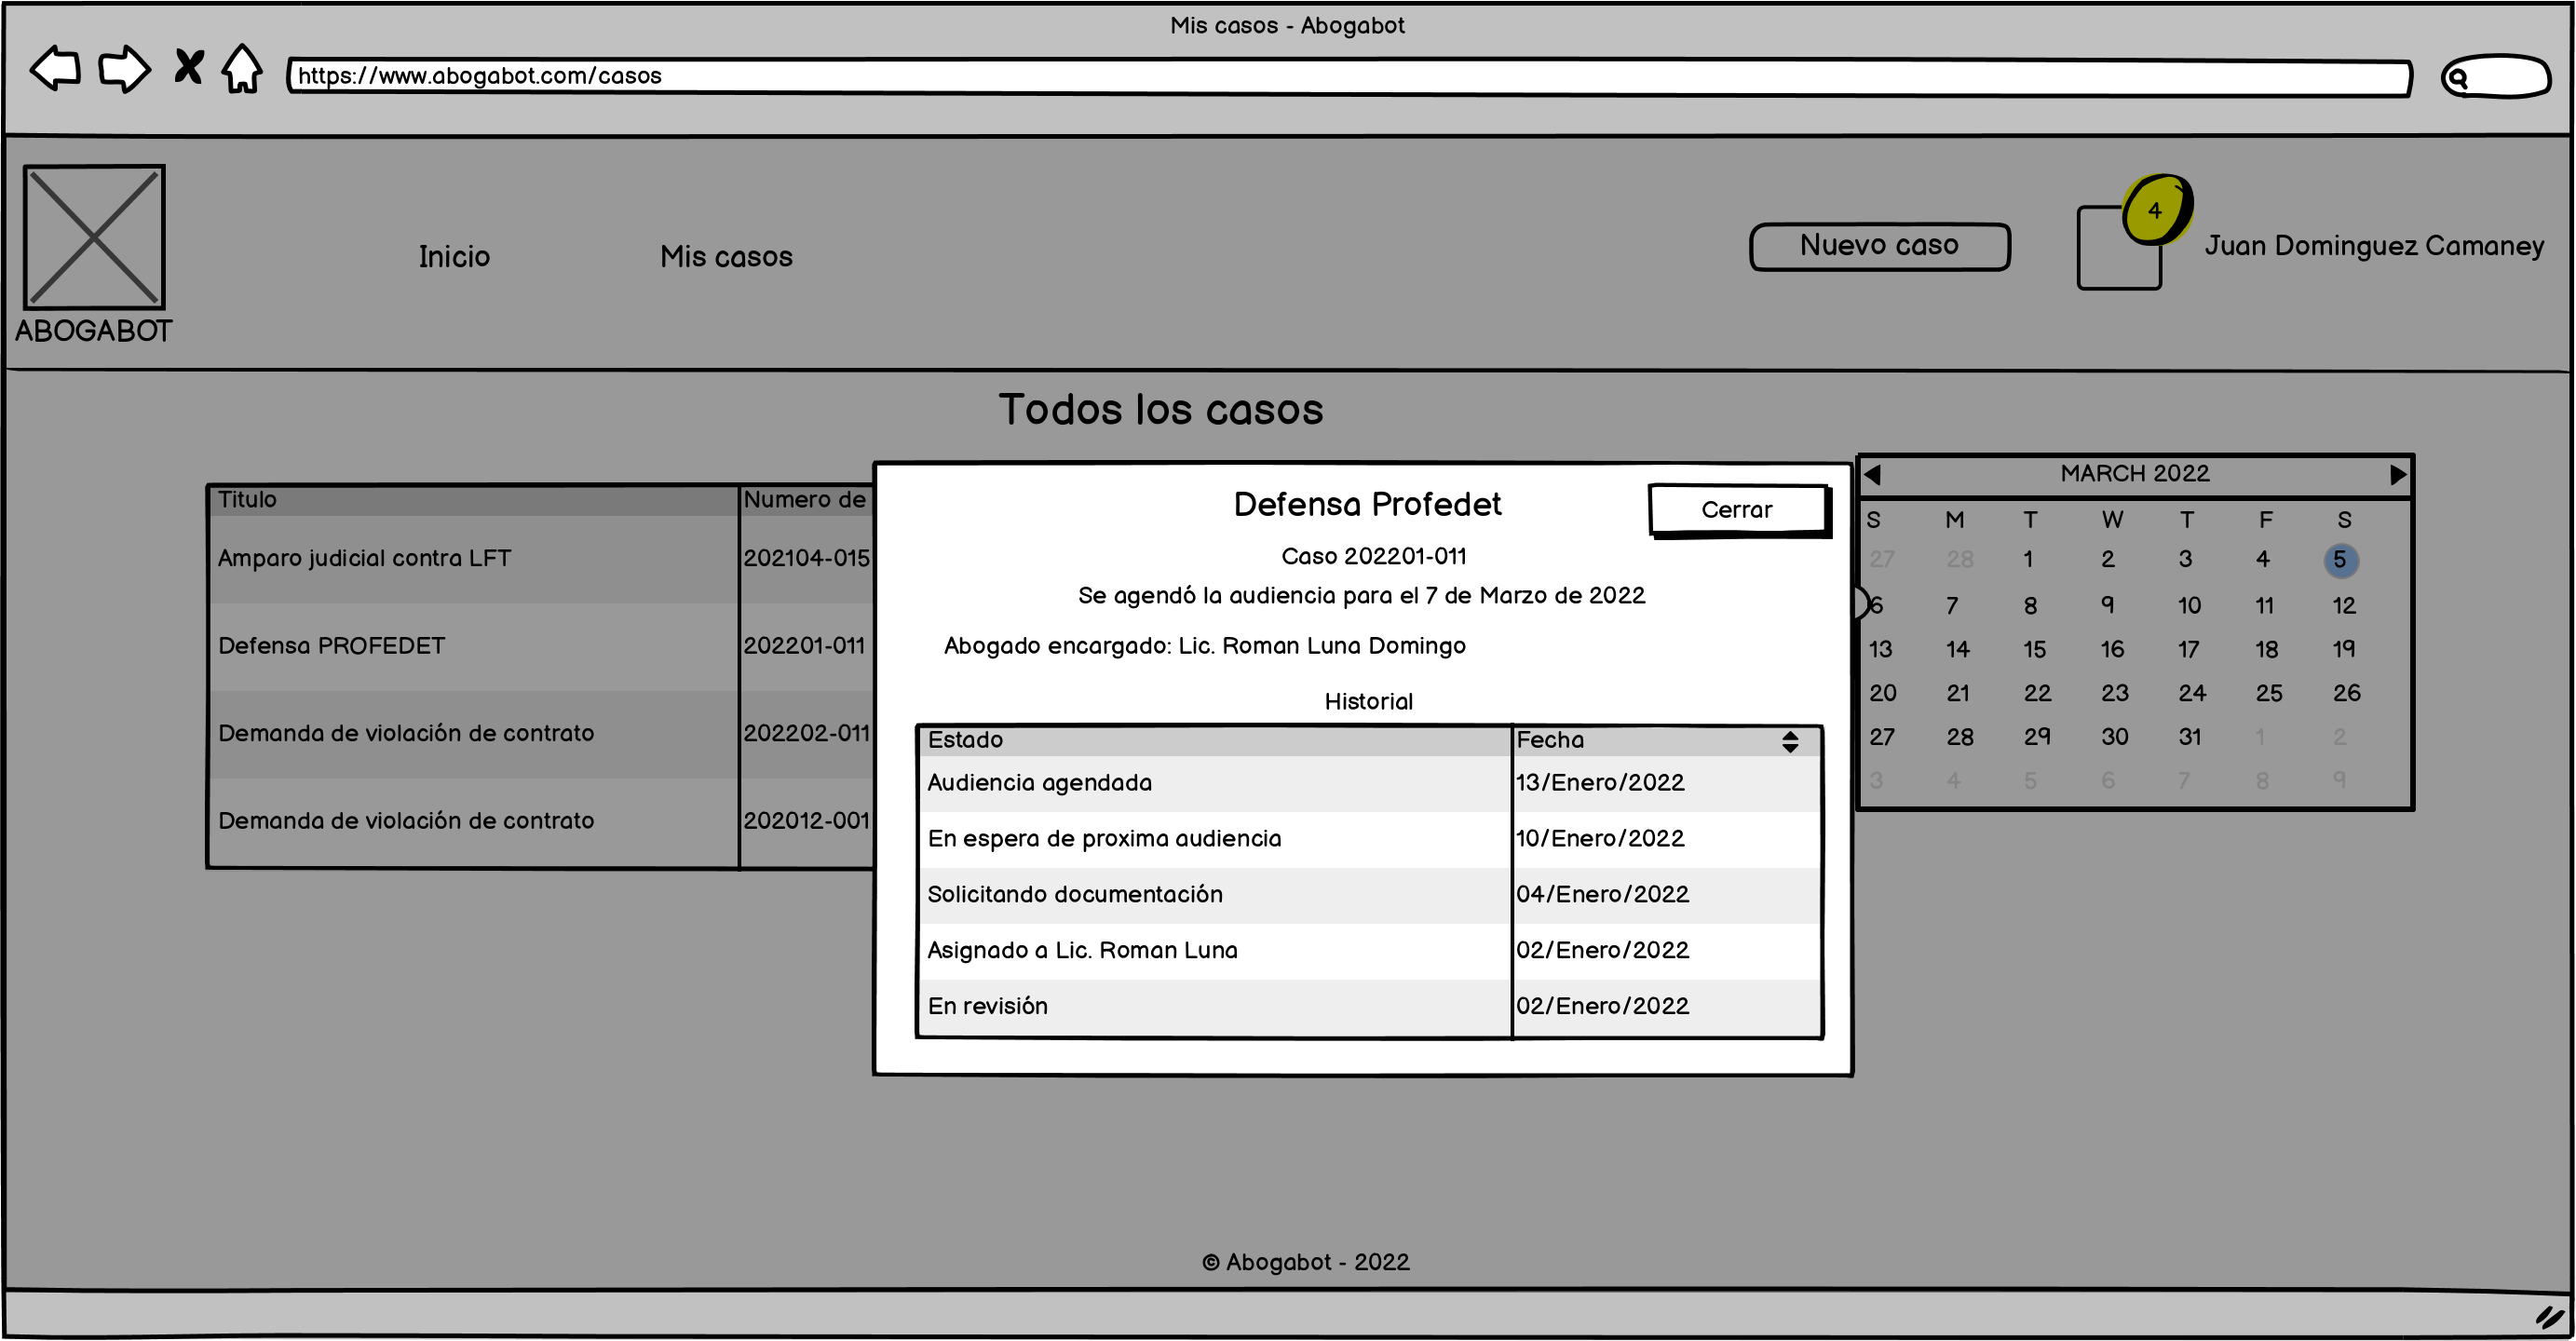 Mis casos - Abogabot
https://www.abogabot.com/casos
ABOGABOT
Inicio
Mis casos
Nuevo caso
4
Juan Dominguez Camaney
Todos los casos
Titulo
Numero de
Amparo judicial contra LFT
202104-015
Defensa PROFEDET
202201-011
Demanda de violación de contrato
202202-011
Demanda de violación de contrato
202012-001
Defensa Profedet
Cerrar
Caso 202201-011
Se agendó la audiencia para el 7 de Marzo de 2022
Abogado encargado: Lic. Roman Luna Domingo
Historial
Estado
Fecha
Audiencia agendada
13/Enero/2022
En espera de proxima audiencia
10/Enero/2022
Solicitando documentación
04/Enero/2022
Asignado a Lic. Roman Luna
02/Enero/2022
En revisión
02/Enero/2022
MARCH 2022
S M T W T F S
27 28 1 2 3 4 5
6 7 8 9 10 11 12
13 14 15 16 17 18 19
20 21 22 23 24 25 26
27 28 29 30 31 1 2
3 4 5 6 7 8 9
© Abogabot - 2022